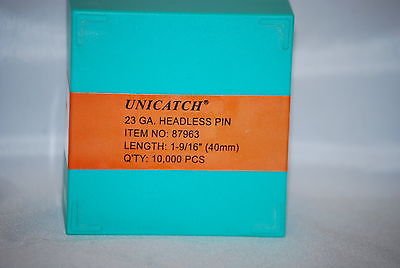 UNICATCH®
23 GA. HEADLESS PIN
ITEM NO: 87963
LENGTH: 1-9/16" (40mm)
Q'TY: 10,000 PCS